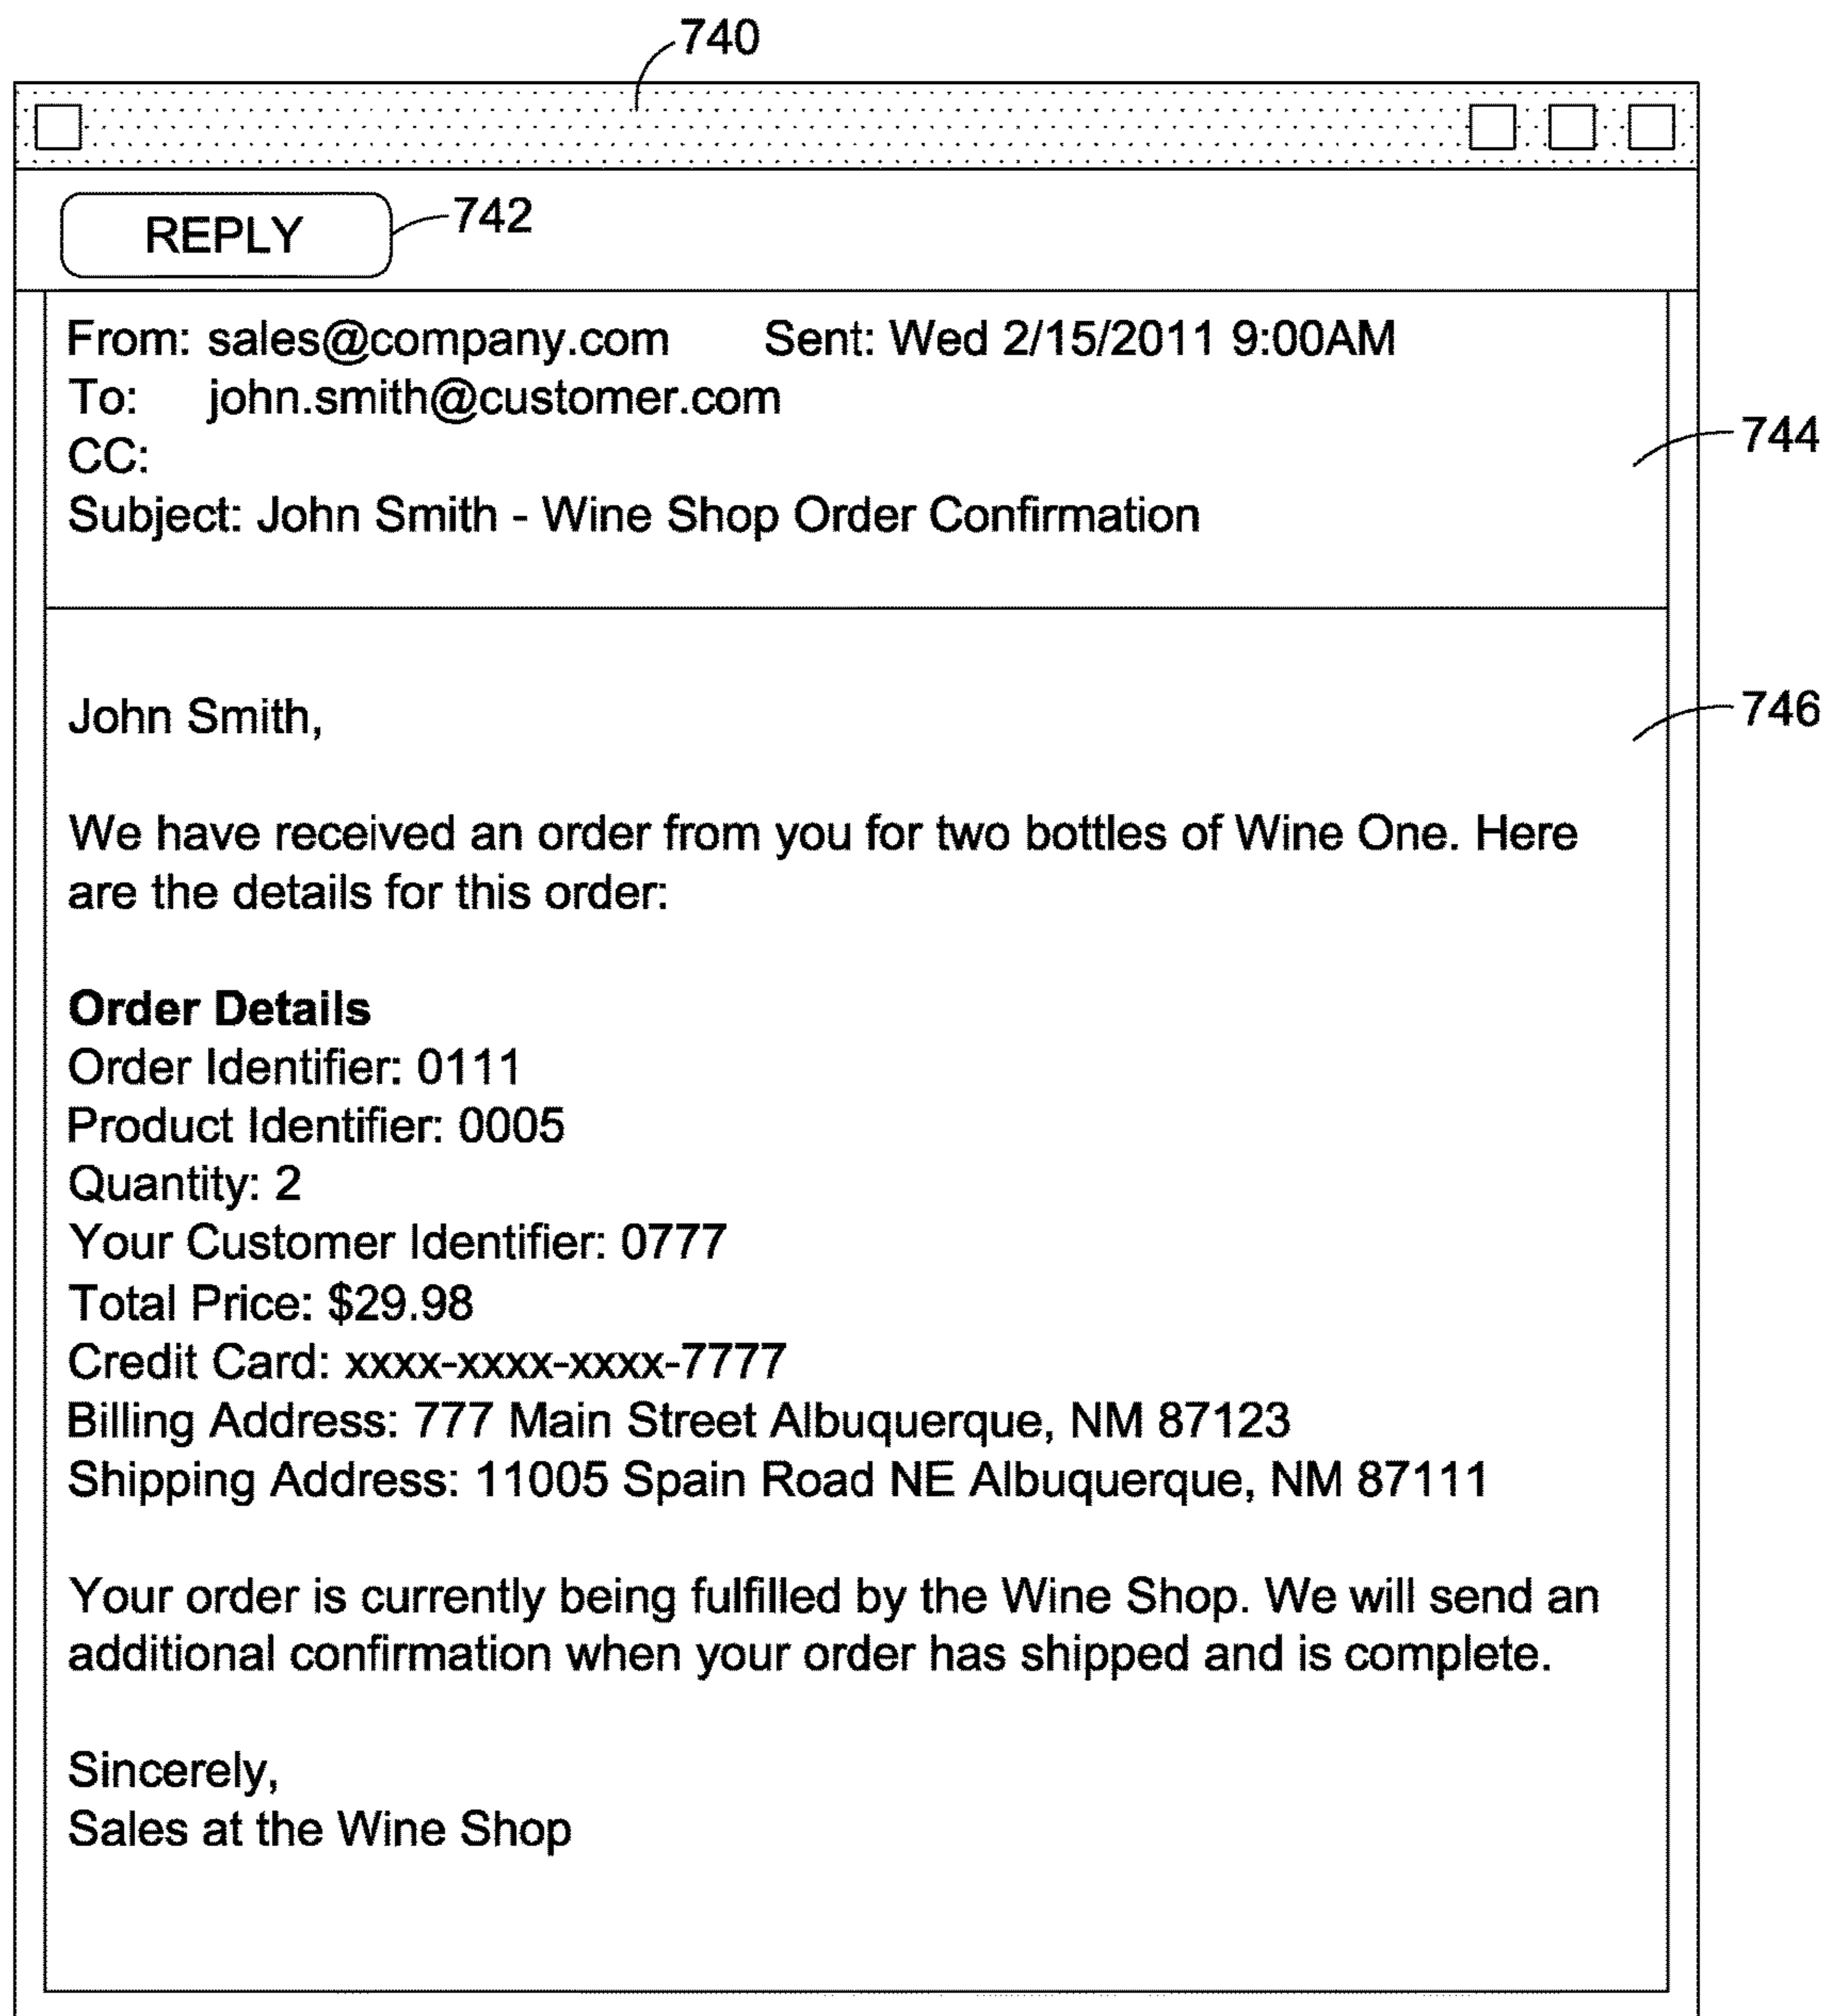 740
REPLY 742
From: sales@company.com Sent: Wed 2/15/2011 9:00AM
To: john.smith@customer.com
CC:
744
Subject: John Smith - Wine Shop Order Confirmation
John Smith,
746
We have received an order from you for two bottles of Wine One. Here
are the details for this order:
Order Details
Order Identifier: 0111
Product Identifier: 0005
Quantity: 2
Your Customer Identifier: 0777
Total Price: $29.98
Credit Card: xxxx-xxxx-xxxx-7777
Billing Address: 777 Main Street Albuquerque, NM 87123
Shipping Address: 11005 Spain Road NE Albuquerque, NM 87111
Your order is currently being fulfilled by the Wine Shop. We will send an
additional confirmation when your order has shipped and is complete.
Sincerely,
Sales at the Wine Shop